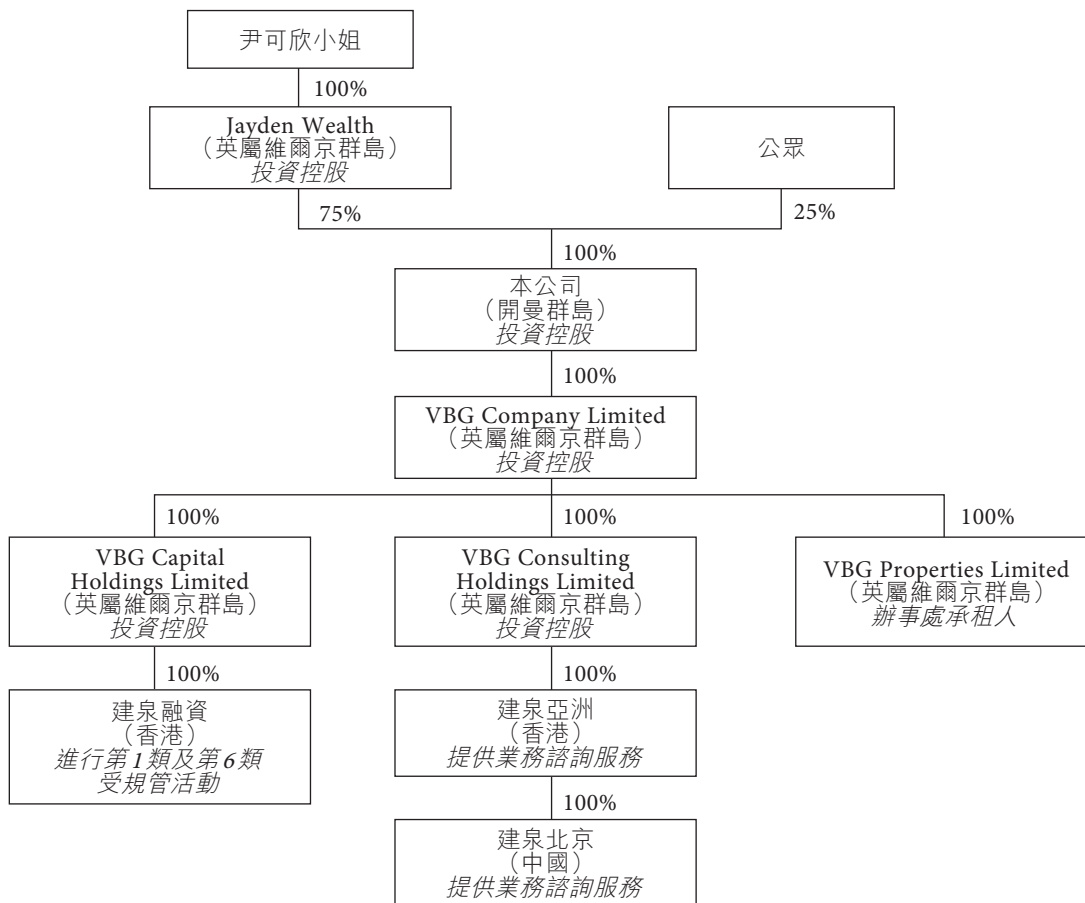 尹可欣小姐
100%
Jayden Wealth
（英屬維爾京群島）
投資控股
公眾
75%
25%
100%
本公司
（開曼群島）
投資控股
100%
VBG Company Limited
（英屬維爾京群島）
投資控股
100%
100%
100%
VBG Capital
Holdings Limited
（英屬維爾京群島）
投資控股
VBG Consulting
Holdings Limited
（英屬維爾京群島）
投資控股
VBG Properties Limited
（英屬維爾京群島）
辦事處承租人
100%
100%
建泉融資
（香港）
進行第1類及第6類
受規管活動
建泉亞洲
（香港）
提供業務諮詢服務
100%
建泉北京
（中國）
提供業務諮詢服務